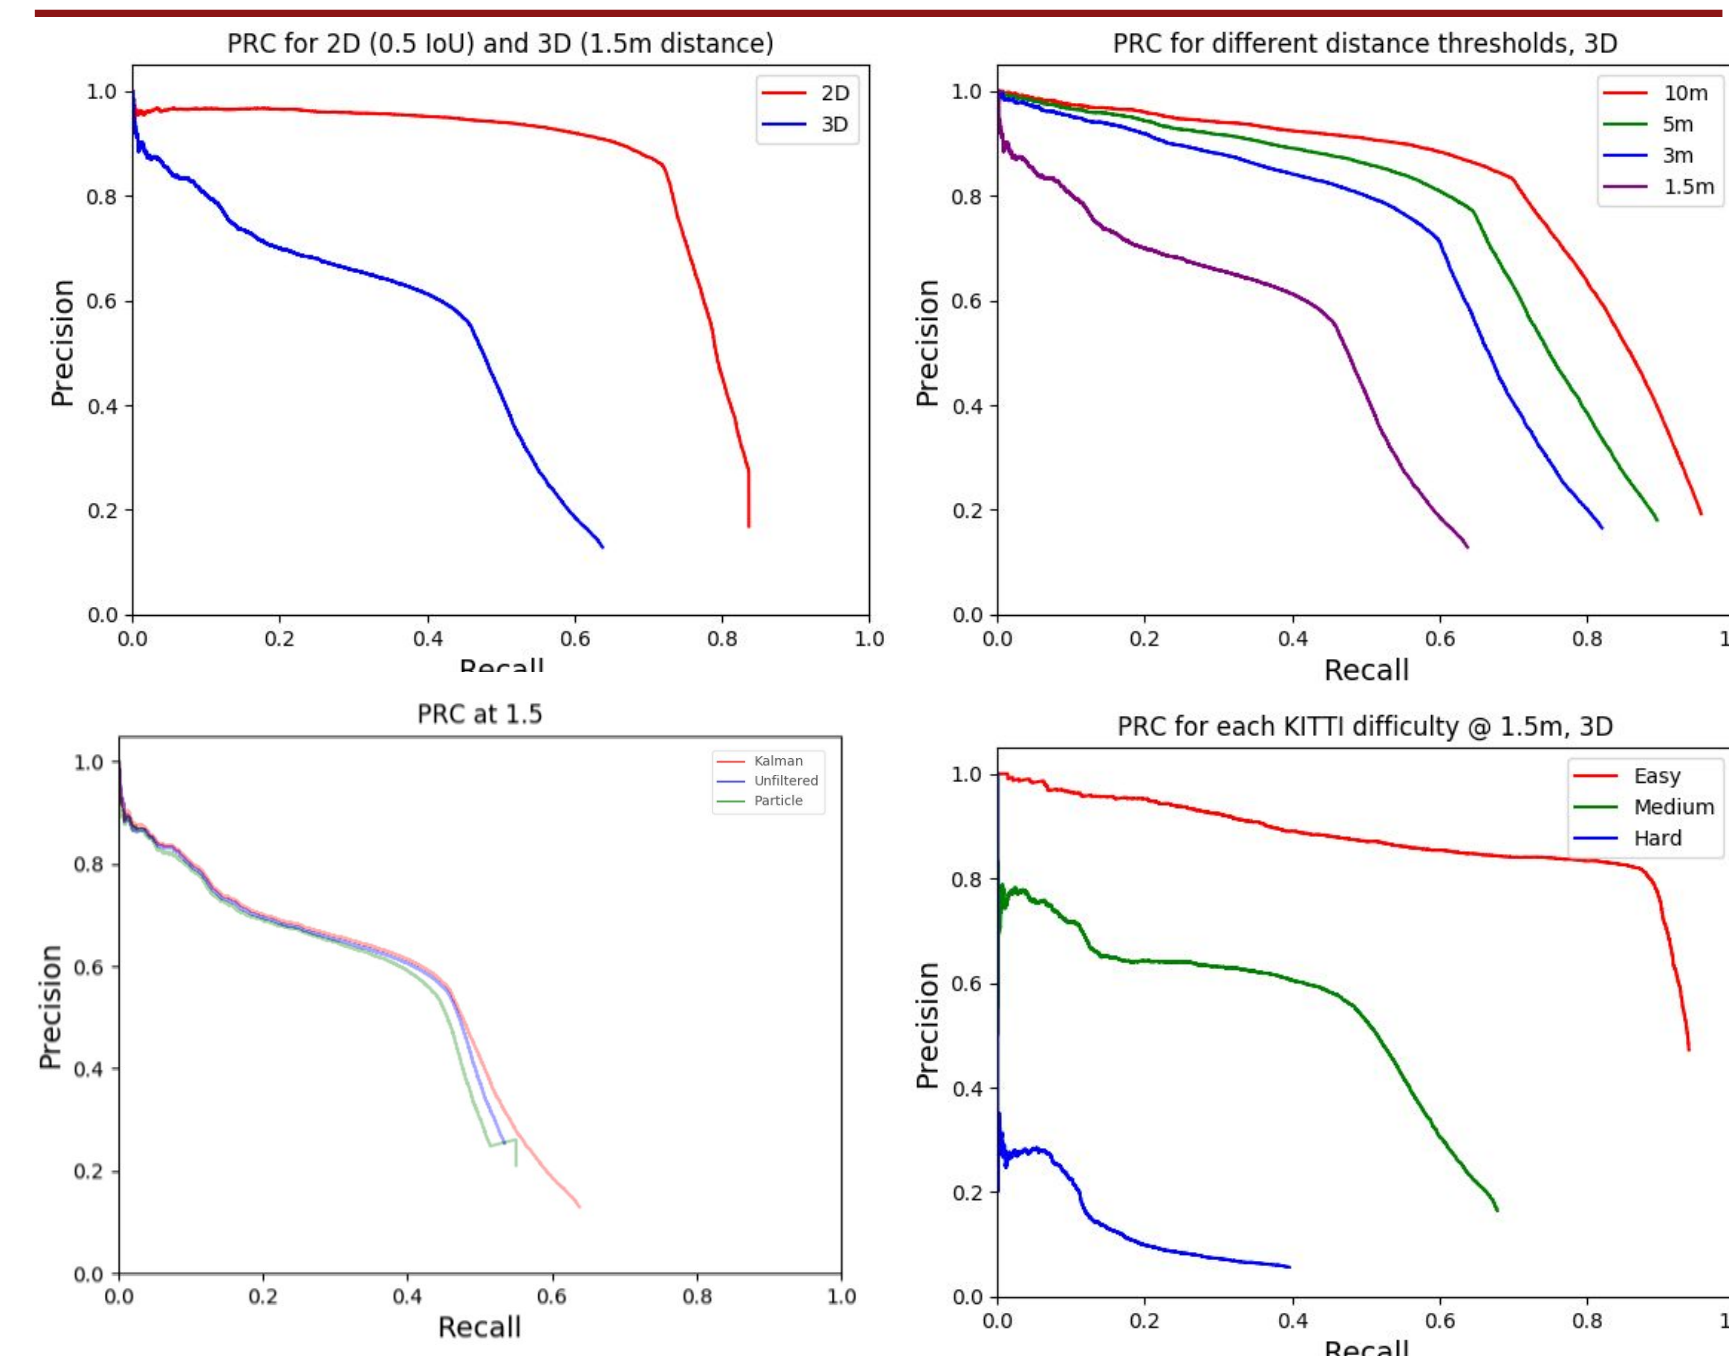 PRC for 2D (0.5 IoU) and 3D (1.5m distance)
2D
3D
Precision
1.0
0.8
0.6
0.4
0.2
0.0
0.0 0.2 0.4 0.6 0.8 1.0
Recall
PRC for different distance thresholds, 3D
10m
5m
3m
1.5m
Precision
1.0
0.8
0.6
0.4
0.2
0.0
0.0 0.2 0.4 0.6 0.8 1
Recall
PRC at 1.5
Kalman
Unfiltered
Particle
Precision
1.0
0.8
0.6
0.4
0.2
0.0
0.0 0.2 0.4 0.6 0.8 1.0
Recall
PRC for each KITTI difficulty @ 1.5m, 3D
Easy
Medium
Hard
Precision
1.0
0.8
0.6
0.4
0.2
0.0
0.0 0.2 0.4 0.6 0.8 1
Recall